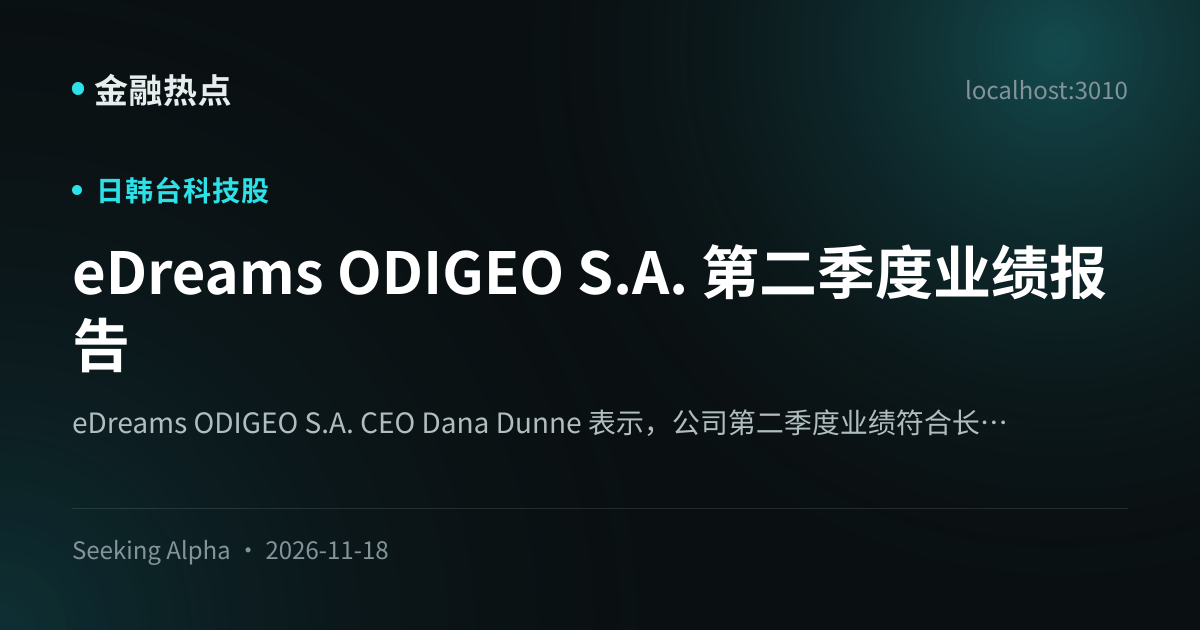 金融热点
localhost:3010
日韩台科技股
eDreams ODIGEO S.A. 第二季度业绩报
告
eDreams ODIGEO S.A. CEO Dana Dunne 表示，公司第二季度业绩符合长…
Seeking Alpha · 2026-11-18